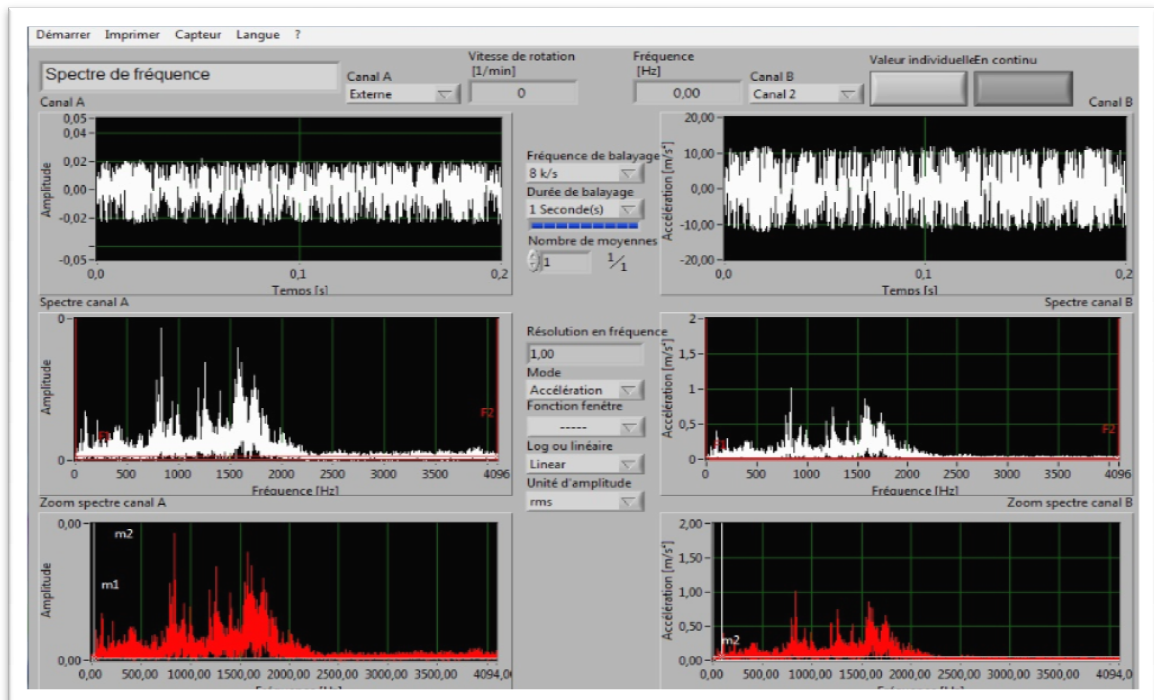 Démarrer Imprimer Capteur Langue ?
Spectre de fréquence
Canal A
Externe
Vitesse de rotation
[1/min]
0
Fréquence
[Hz]
0,00
Canal B
Canal 2
Valeur individuelle
En continu
Canal A
0,05
0,04
0,02
0,00
-0,02
-0,05
Amplitude
0,0 0,1 0,2
Temps [s]
Fréquence de balayage
8 k/s
Durée de balayage
1 Seconde(s)
Nombre de moyennes
1 1/1
Canal B
20,00
10,00
0,00
-10,00
-20,00
Accélération [m/s²]
0,0 0,1 0,2
Temps [s]
Spectre canal A
0
0
Amplitude
F1 F2
0 500 1000 1500 2000 2500 3000 3500 4096
Fréquence [Hz]
Résolution en fréquence
1,00
Mode
Accélération
Fonction fenêtre
-----
Log ou linéaire
Linear
Unité d'amplitude
rms
Spectre canal B
2
1,5
1
0,5
0
Accélération [m/s²]
F1 F2
0 500 1000 1500 2000 2500 3000 3500 4096
Fréquence [Hz]
Zoom spectre canal A
0,00
0,00
Amplitude
m2
m1
0,00 500,00 1000,00 1500,00 2000,00 2500,00 3000,00 3500,00 4094,0
Fréquence [Hz]
Zoom spectre canal B
2,00
1,50
1,00
0,50
0,00
Accélération [m/s²]
m2
0,00 500,00 1000,00 1500,00 2000,00 2500,00 3000,00 3500,00 4094,0